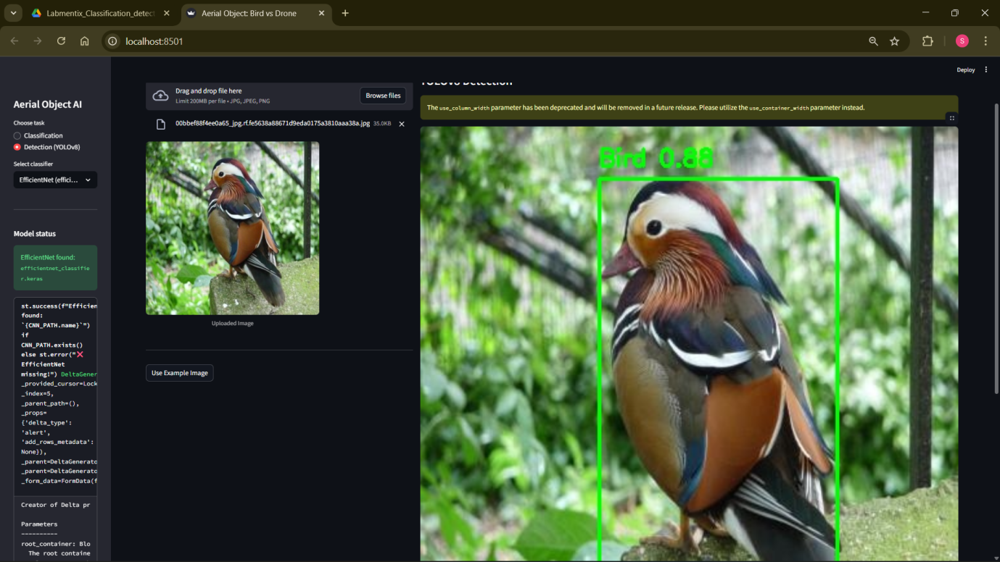 Labmentix_Classification_detect
Aerial Object: Bird vs Drone
localhost:8501
S
Deploy
Aerial Object AI
Choose task
Classification
Detection (YOLOv8)
Select classifier
EfficientNet (effici...
Model status
EfficientNet found:
efficientnet_classifie
r.keras
st.success(f"Efficien
found:
`{CNN_PATH.name}`")
if
CNN_PATH.exists()
else st.error("❌
EfficientNet
missing!") DeltaGener
_provided_cursor=Lock
_index=5,
_parent_path=(),
_props=
{'delta_type':
'alert',
'add_rows_metadata':
None}),
_parent=DeltaGenerato
_parent=DeltaGenerato
_form_data=FormData(f
Creator of Delta pr
Parameters
----------
root_container: Blo
The root containe
Drag and drop file here
Limit 200MB per file • JPG, JPEG, PNG
Browse files
00bbef88f4ee0a65_jpg.rf.fe5638a88671d9eda0175a3810aaa38a.jpg 35.0KB
Uploaded Image
Use Example Image
YOLOv8 Detection
The use_column_width parameter has been deprecated and will be removed in a future release. Please utilize the use_container_width parameter instead.
Bird 0.88